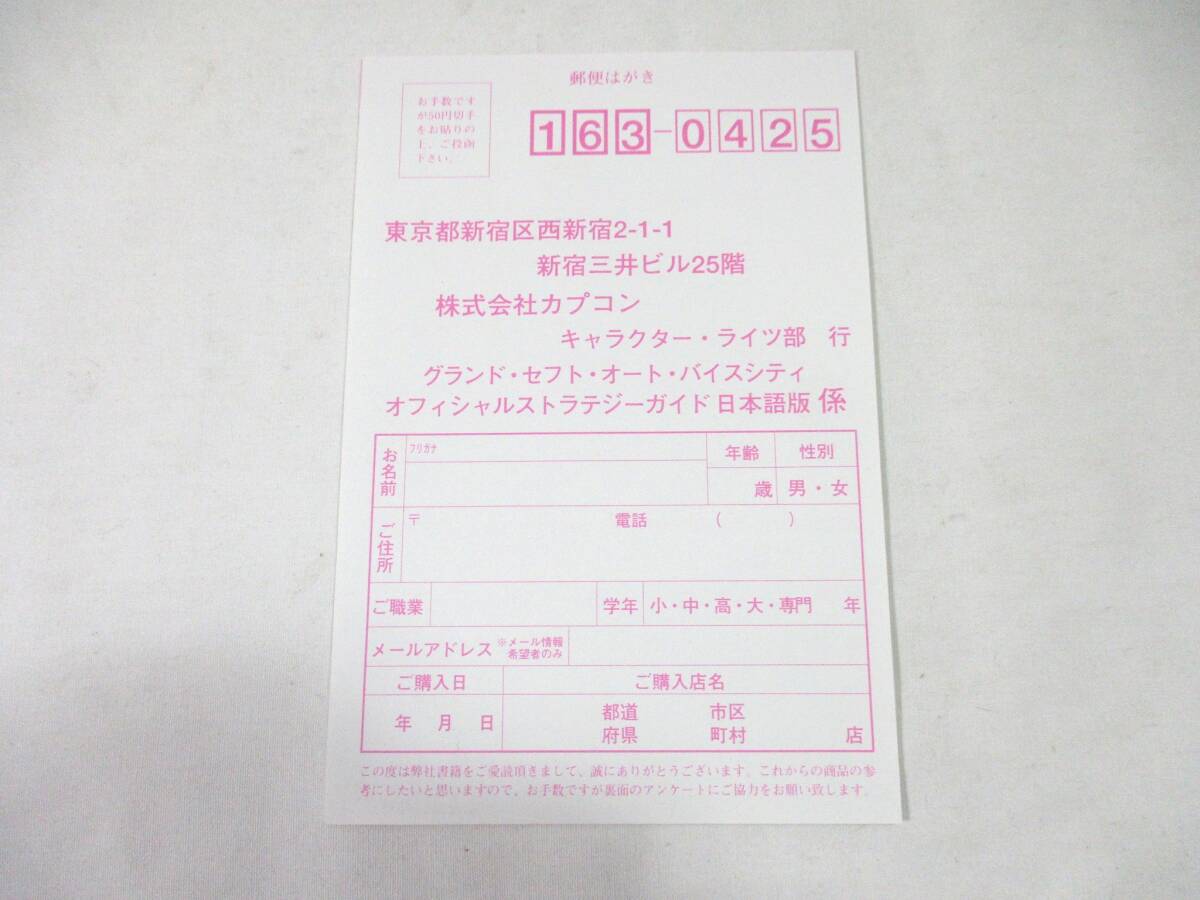 郵便はがき
お手数です
が50円切手
をお貼りの
上、ご投函
下さい。
163-0425
東京都新宿区西新宿2-1-1
新宿三井ビル25階
株式会社カプコン
キャラクター・ライツ部 行
グランド・セフト・オート・バイスシティ
オフィシャルストラテジーガイド 日本語版 係
お名前
フリガナ
年齢 性別
歳 男・女
ご住所
〒 電話 ( )
ご職業 学年 小・中・高・大・専門 年
メールアドレス ※メール情報
希望者のみ
ご購入日 ご購入店名
年 月 日
都道 市区
府県 町村 店
この度は弊社書籍をご愛読頂きまして、誠にありがとうございます。これからの商品の参
考にしたいと思いますので、お手数ですが裏面のアンケートにご協力をお願い致します。